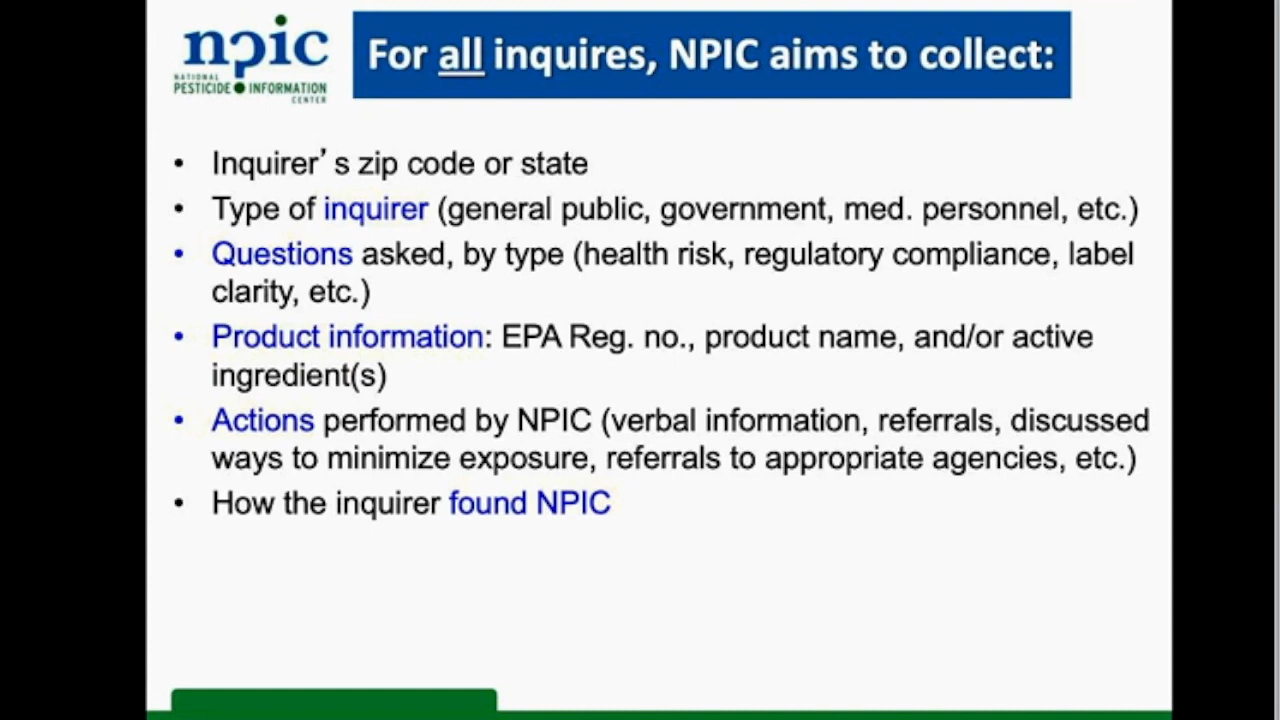 npic
NATIONAL
PESTICIDE INFORMATION
CENTER
For all inquires, NPIC aims to collect:
• Inquirer’s zip code or state
• Type of inquirer (general public, government, med. personnel, etc.)
• Questions asked, by type (health risk, regulatory compliance, label
clarity, etc.)
• Product information: EPA Reg. no., product name, and/or active
ingredient(s)
• Actions performed by NPIC (verbal information, referrals, discussed
ways to minimize exposure, referrals to appropriate agencies, etc.)
• How the inquirer found NPIC